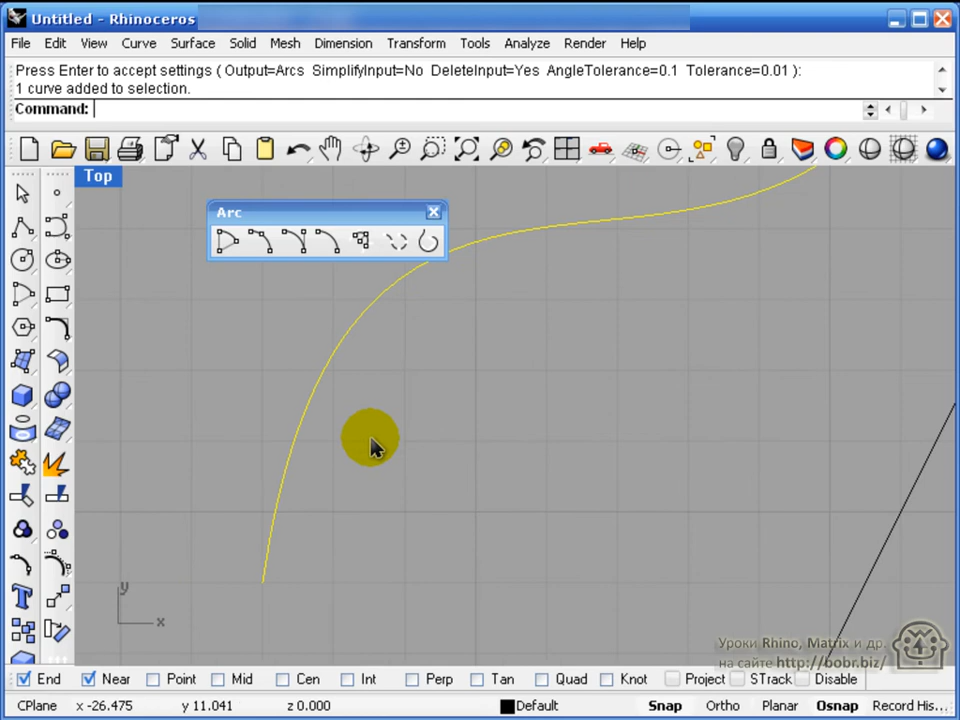 Untitled - Rhinoceros
File Edit View Curve Surface Solid Mesh Dimension Transform Tools Analyze Render Help
Press Enter to accept settings ( Output=Arcs SimplifyInput=No DeleteInput=Yes AngleTolerance=0.1 Tolerance=0.01 ):
1 curve added to selection.
Command:
Top
Arc
y
x
Уроки Rhino, Matrix и др.
на сайте http://bobr.biz/
End Near Point Mid Cen Int Perp Tan Quad Knot Project STrack Disable
CPlane x -26.475 y 11.041 z 0.000 Default Snap Ortho Planar Osnap Record His...